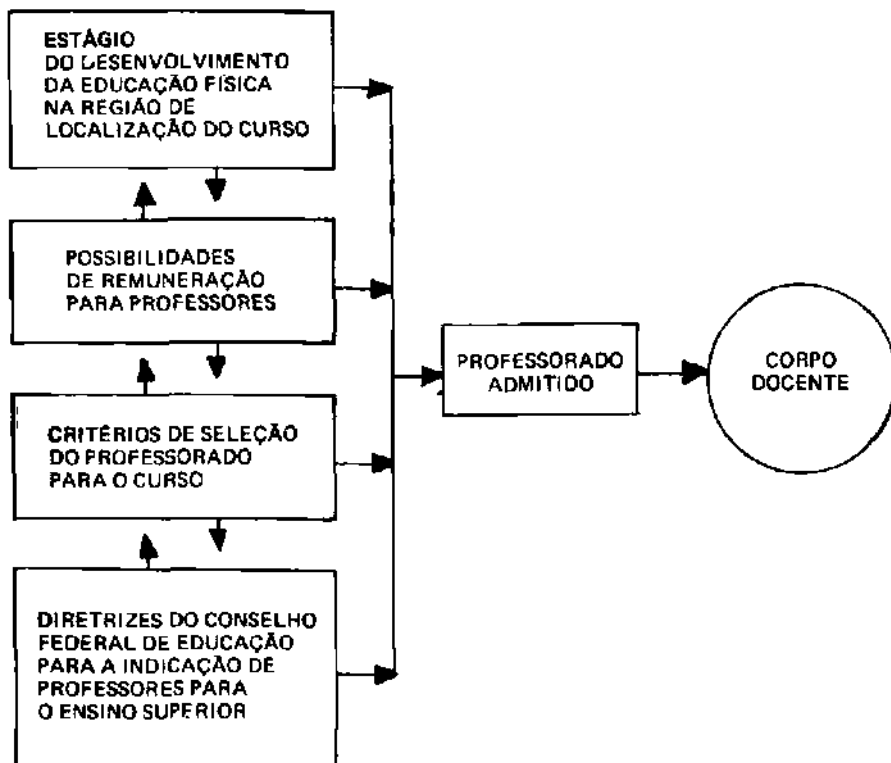 ESTÁGIO
DO DESENVOLVIMENTO
DA EDUCAÇÃO FÍSICA
NA REGIÃO DE
LOCALIZAÇÃO DO CURSO
POSSIBILIDADES
DE REMUNERAÇÃO
PARA PROFESSORES
CRITÉRIOS DE SELEÇÃO
DO PROFESSORADO
PARA O CURSO
DIRETRIZES DO CONSELHO
FEDERAL DE EDUCAÇÃO
PARA A INDICAÇÃO DE
PROFESSORES PARA
O ENSINO SUPERIOR
PROFESSORADO
ADMITIDO
CORPO
DOCENTE